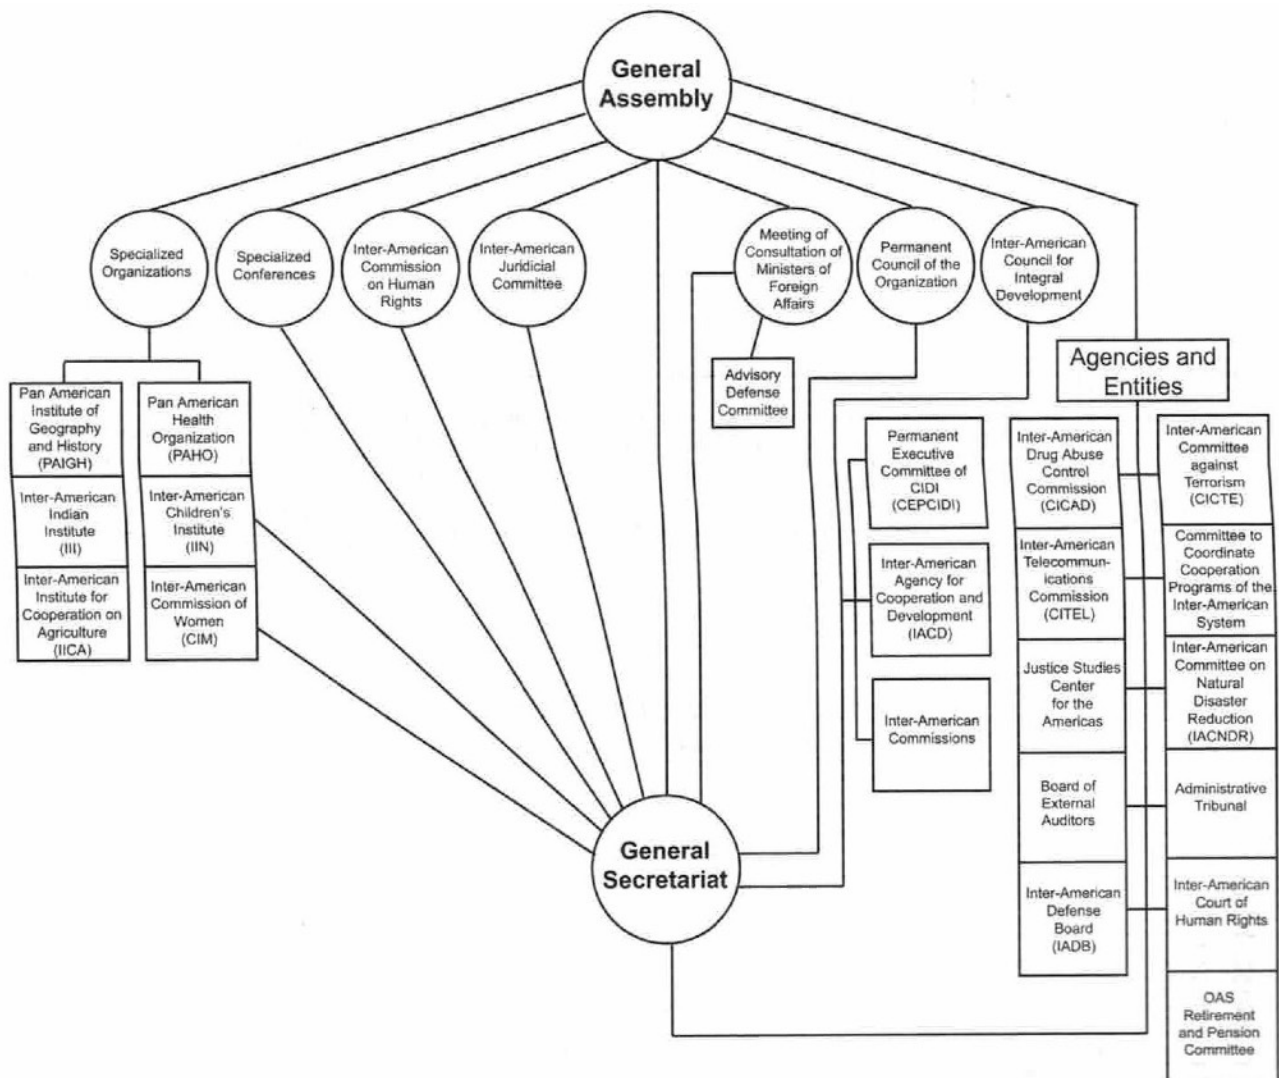 General
Assembly
Specialized
Organizations
Specialized
Conferences
Inter-American
Commission
on Human
Rights
Inter-American
Juridicial
Committee
Meeting of
Consultation of
Ministers of
Foreign
Affairs
Permanent
Council of the
Organization
Inter-American
Council for
Integral
Development
Pan American
Institute of
Geography
and History
(PAIGH)
Pan American
Health
Organization
(PAHO)
Inter-American
Indian
Institute
(III)
Inter-American
Children's
Institute
(IIN)
Inter-American
Institute for
Cooperation on
Agriculture
(IICA)
Inter-American
Commission of
Women
(CIM)
Advisory
Defense
Committee
Permanent
Executive
Committee of
CIDI
(CEPCIDI)
Inter-American
Agency for
Cooperation and
Development
(IACD)
Inter-American
Commissions
Agencies and
Entities
Inter-American
Drug Abuse
Control
Commission
(CICAD)
Inter-American
Committee
against
Terrorism
(CICTE)
Inter-American
Telecommun-
ications
Commission
(CITEL)
Committee to
Coordinate
Cooperation
Programs of the
Inter-American
System
Justice Studies
Center
for the
Americas
Inter-American
Committee on
Natural
Disaster
Reduction
(IACNDR)
Board of
External
Auditors
Administrative
Tribunal
Inter-American
Defense
Board
(IADB)
Inter-American
Court of
Human Rights
OAS
Retirement
and Pension
Committee
General
Secretariat